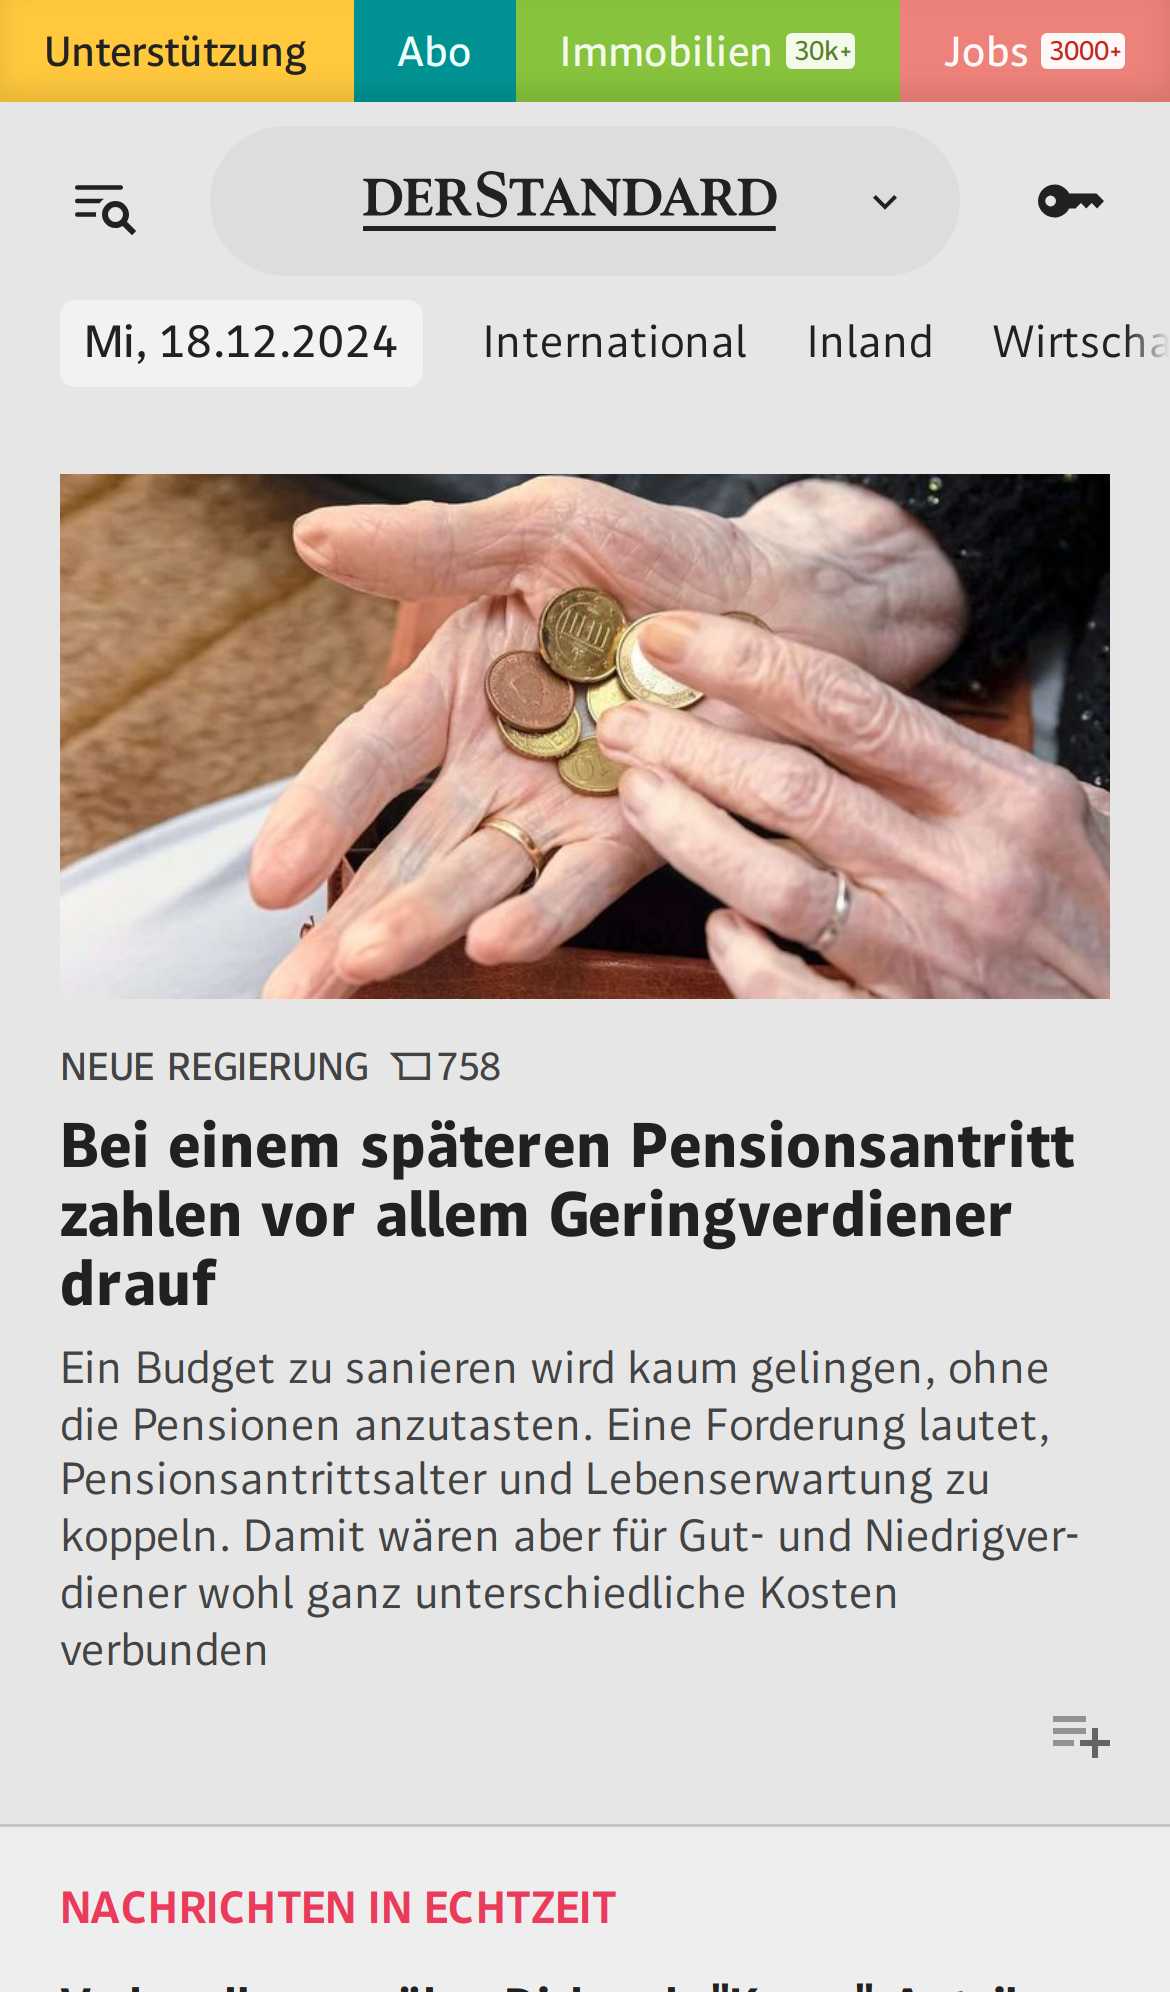 Unterstützung Abo Immobilien 30k+ Jobs 3000+
DERSTANDARD
Mi, 18.12.2024 International Inland
NEUE REGIERUNG 758
Bei einem späteren Pensionsantritt
zahlen vor allem Geringverdiener
drauf
Ein Budget zu sanieren wird kaum gelingen, ohne
die Pensionen anzutasten. Eine Forderung lautet,
Pensionsantrittsalter und Lebenserwartung zu
koppeln. Damit wären aber für Gut- und Niedrigver-
diener wohl ganz unterschiedliche Kosten
verbunden
NACHRICHTEN IN ECHTZEIT